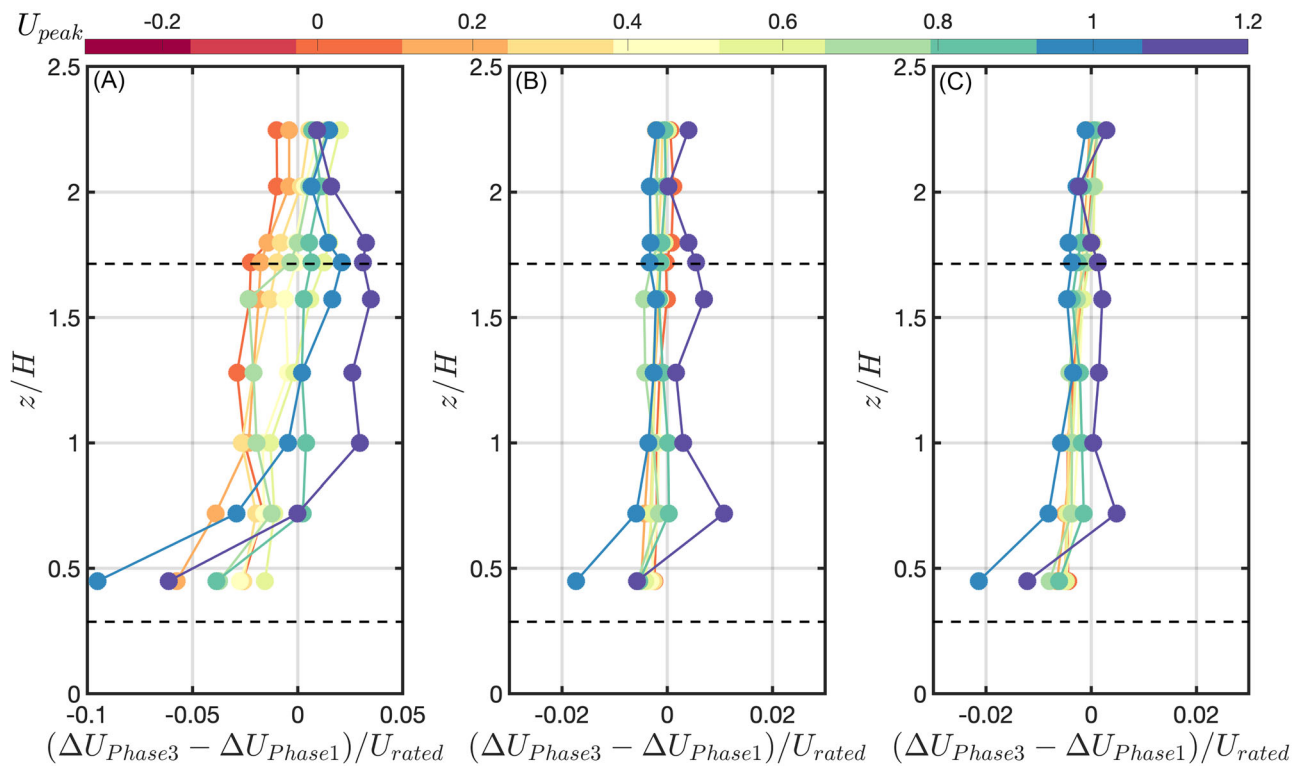 U_peak -0.2 0 0.2 0.4 0.6 0.8 1 1.2
(A) (B) (C)
2.5 2.5 2.5
2 2 2
1.5 1.5 1.5
z/H z/H z/H
1 1 1
0.5 0.5 0.5
0 0 0
-0.1 -0.05 0 0.05 -0.02 0 0.02 -0.02 0 0.02
(ΔU_Phase3 − ΔU_Phase1)/U_rated (ΔU_Phase3 − ΔU_Phase1)/U_rated (ΔU_Phase3 − ΔU_Phase1)/U_rated